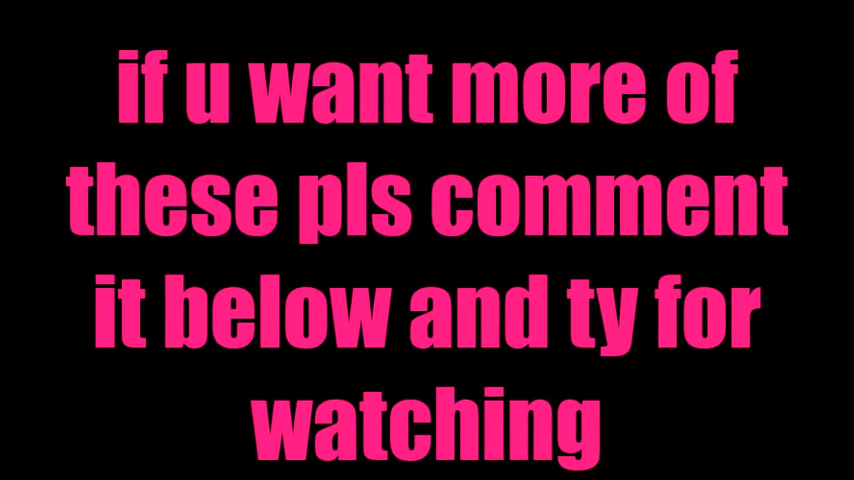 if u want more of
these pls comment
it below and ty for
watching